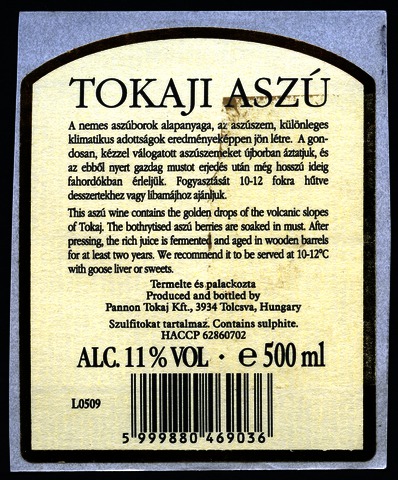 TOKAJI ASZÚ
A nemes aszúborok alapanyaga, az aszúszem, különleges
klimatikus adottságok eredményeképpen jön létre. A gon-
dosan, kézzel válogatott aszúszemeket újborban áztatjuk, és
az ebből nyert gazdag mustot erjedés után még hosszú ideig
fahordókban érleljük. Fogyasztását 10-12 fokra hűtve
desszertekhez vagy libamájhoz ajánljuk.
This aszú wine contains the golden drops of the volcanic slopes
of Tokaj. The bothrytised aszú berries are soaked in must. After
pressing, the rich juice is fermented and aged in wooden barrels
for at least two years. We recommend it to be served at 10-12°C
with goose liver or sweets.
Termelte és palackozta
Produced and bottled by
Pannon Tokaj Kft., 3934 Tolcsva, Hungary
Szulfitokat tartalmaz. Contains sulphite.
HACCP 62860702
ALC. 11% VOL · e 500 ml
L0509
5 999880 469036